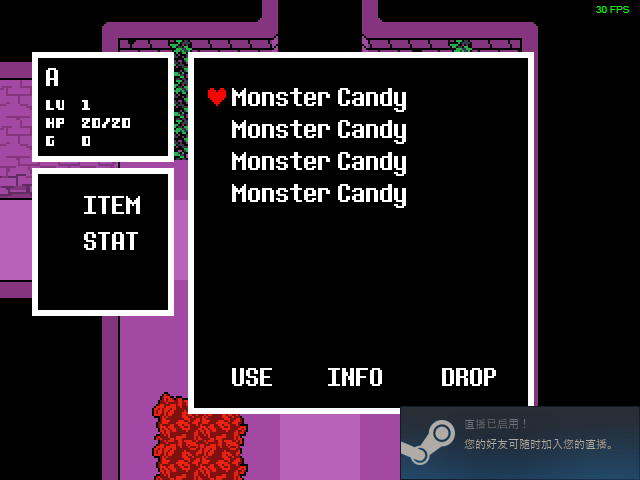 30 FPS
A
LV 1
HP 20/20
G 0
ITEM
STAT
Monster Candy
Monster Candy
Monster Candy
Monster Candy
USE INFO DROP
直播已启用！
您的好友可随时加入您的直播。